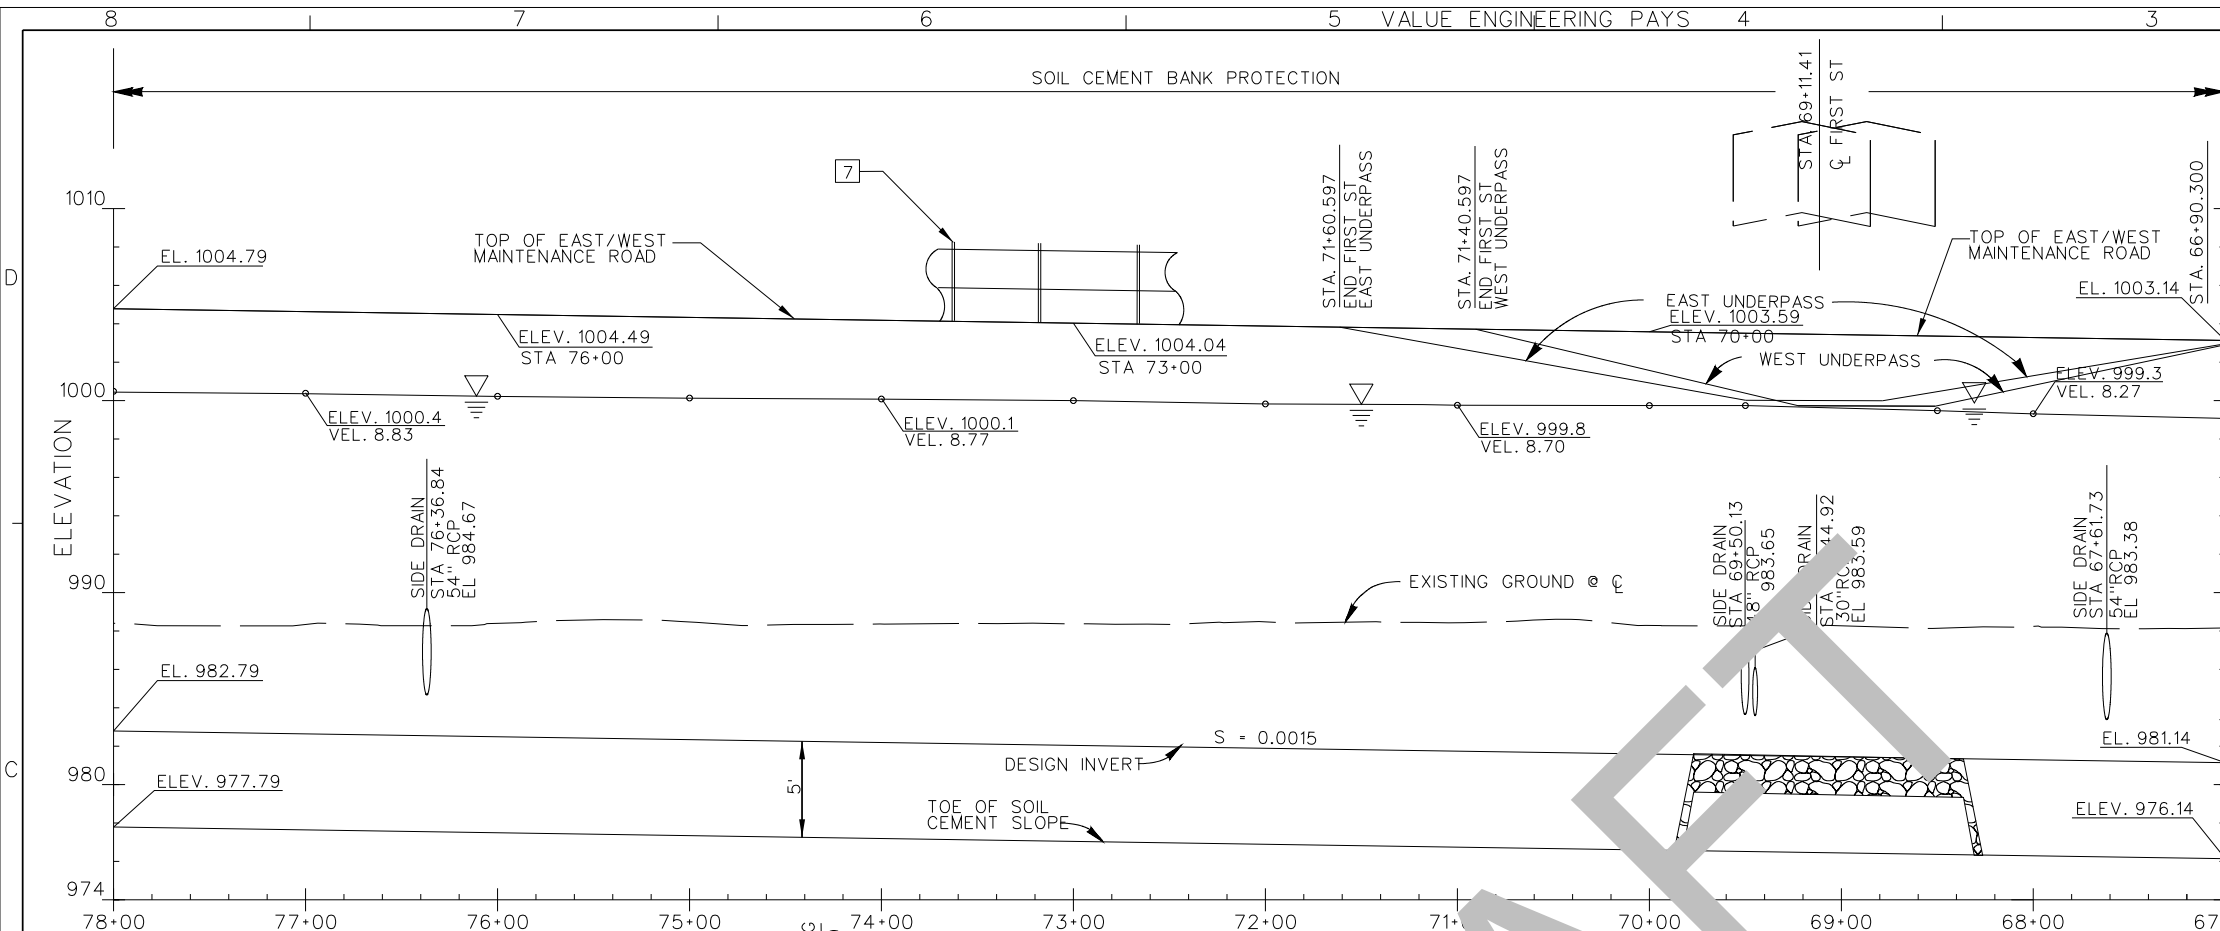 8
7
6
5
VALUE ENGINEERING PAYS
4
3
SOIL CEMENT BANK PROTECTION
STA. 69+11.41
℄ FIRST ST
7
1010
TOP OF EAST/WEST
MAINTENANCE ROAD
EL. 1004.79
STA. 71+60.597
END FIRST ST
EAST UNDERPASS
STA. 71+40.597
END FIRST ST
WEST UNDERPASS
TOP OF EAST/WEST
MAINTENANCE ROAD
STA. 66+90.300
EL. 1003.14
D
EAST UNDERPASS
ELEV. 1003.59
STA 70+00
ELEV. 1004.49
STA 76+00
ELEV. 1004.04
STA 73+00
WEST UNDERPASS
1000
ELEV. 999.3
VEL. 8.27
ELEV. 1000.4
VEL. 8.83
ELEV. 1000.1
VEL. 8.77
ELEV. 999.8
VEL. 8.70
ELEVATION
SIDE DRAIN
STA 76+36.84
54" RCP
EL 984.67
SIDE DRAIN
STA 69+50.13
8" RCP
983.65
DRAIN
STA 44.92
30"RC
EL 983.59
SIDE DRAIN
STA 67+61.73
54"RCP
EL 983.38
990
EXISTING GROUND @ ℄
EL. 982.79
S = 0.0015
DESIGN INVERT
EL. 981.14
C
980
ELEV. 977.79
5'
TOE OF SOIL
CEMENT SLOPE
ELEV. 976.14
974
78+00
77+00
76+00
75+00
74+00
73+00
72+00
71+
70+00
69+00
68+00
67